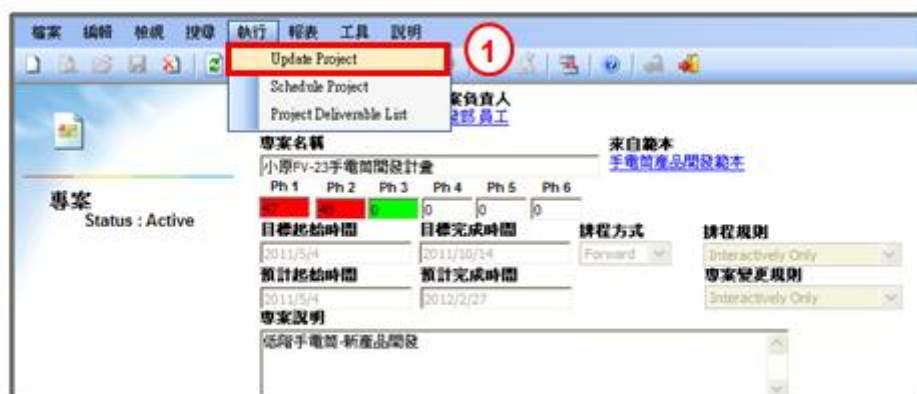 檔案 編輯 檢視 搜尋 執行 報表 工具 說明
Update Project
1
Schedule Project
Project Deliverable List
案負責人
發部 員工
專案名稱
來自範本
小原FV-23手電筒開發計畫
手電筒產品開發範本
Ph 1 Ph 2 Ph 3 Ph 4 Ph 5 Ph 6
0 0 0 0
專案
Status : Active
目標起始時間 目標完成時間 排程方式 排程規則
2011/5/4 2011/10/14 Forward Interactively Only
預計起始時間 預計完成時間 專案變更規則
2011/5/4 2012/2/27 Interactively Only
專案說明
低階手電筒-新產品開發